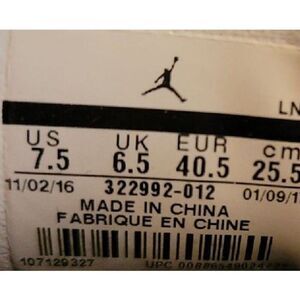 LN
US UK EUR cm
7.5 6.5 40.5 25.5
11/02/16 322992-012 01/09/1
MADE IN CHINA
FABRIQUE EN CHINE
107129327 UPC